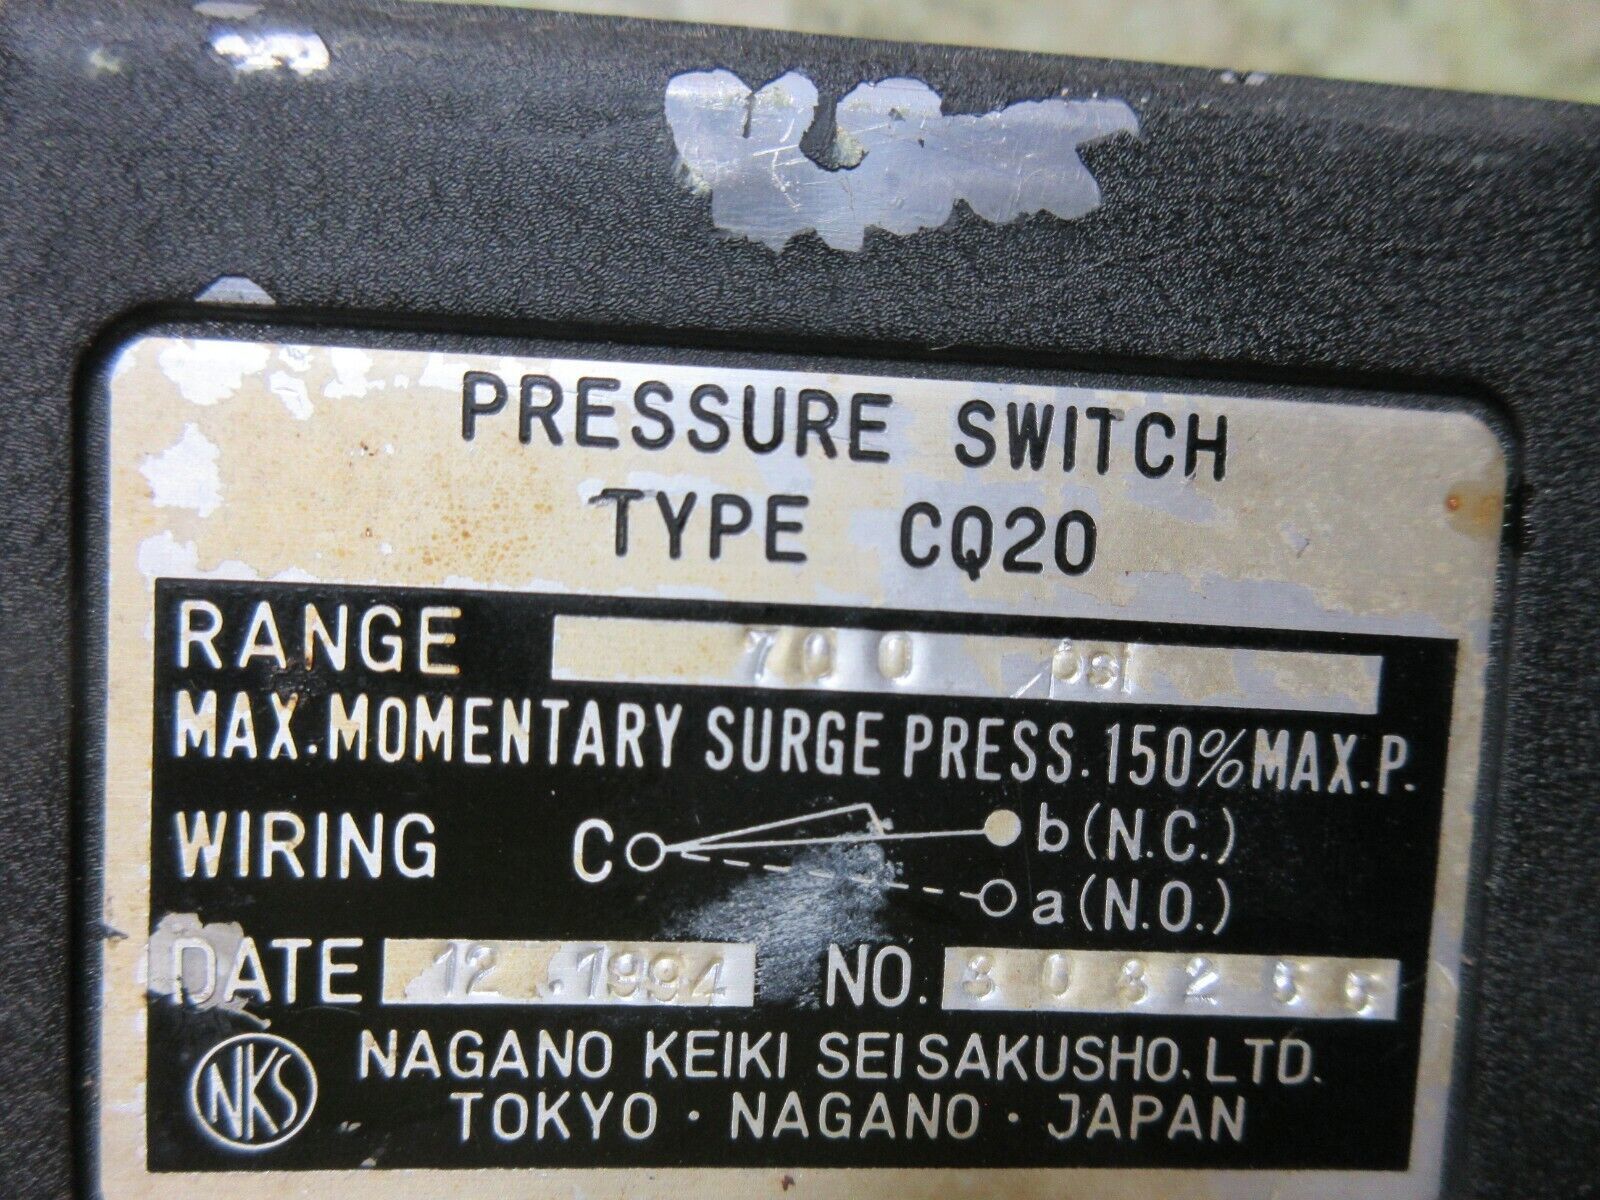 PRESSURE SWITCH
TYPE CQ20
RANGE 700 psi
MAX.MOMENTARY SURGE PRESS. 150% MAX.P.
WIRING C b (N.C.)
a (N.O.)
DATE 12.1994 NO.
NKS NAGANO KEIKI SEISAKUSHO. LTD.
TOKYO · NAGANO · JAPAN